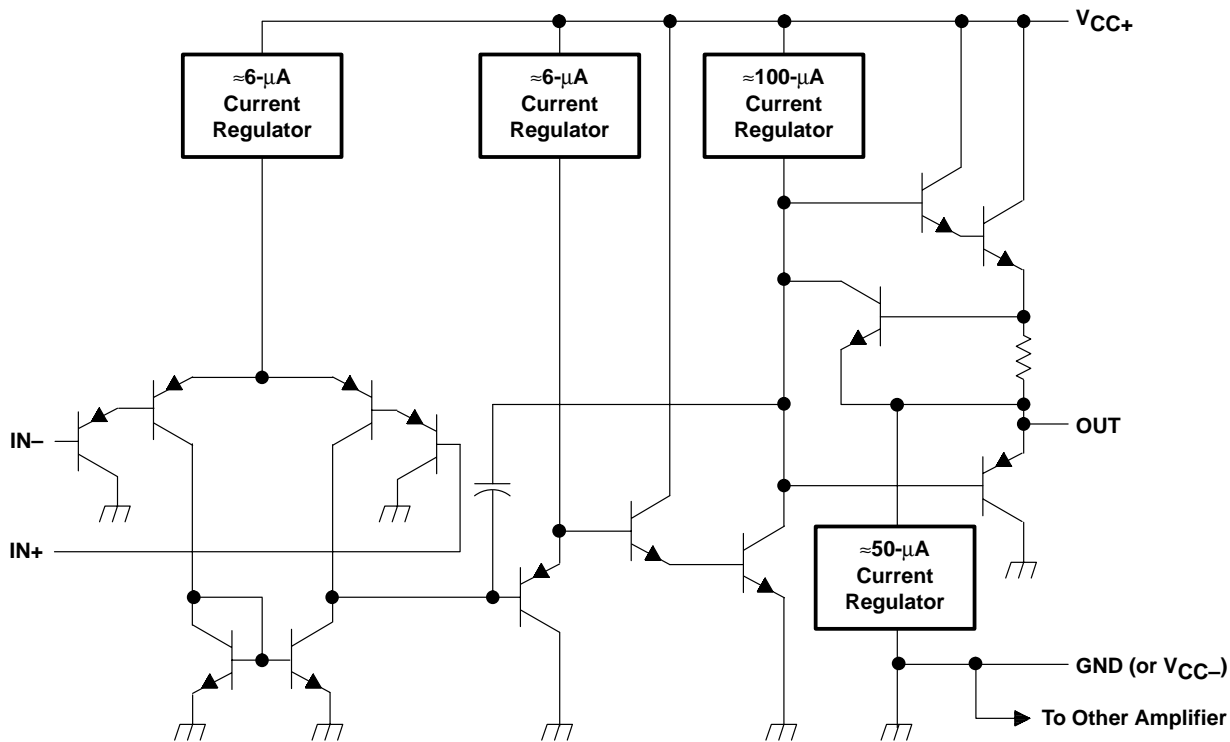 VCC+
≈6-μA
Current
Regulator
≈6-μA
Current
Regulator
≈100-μA
Current
Regulator
IN–
OUT
IN+
≈50-μA
Current
Regulator
GND (or VCC–)
To Other Amplifier